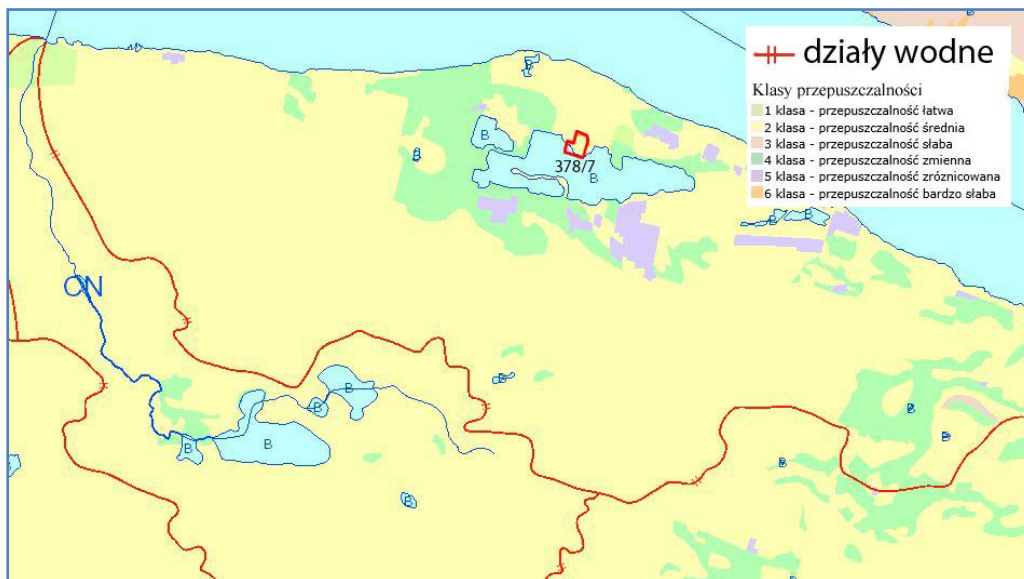 działy wodne
Klasy przepuszczalności
1 klasa - przepuszczalność łatwa
2 klasa - przepuszczalność średnia
3 klasa - przepuszczalność słaba
4 klasa - przepuszczalność zmienna
5 klasa - przepuszczalność zróznicowana
6 klasa - przepuszczalność bardzo słaba
B
B
B
378/7
B
B
B
ON
B
B
B
B
B
B
B
B
B
B
B